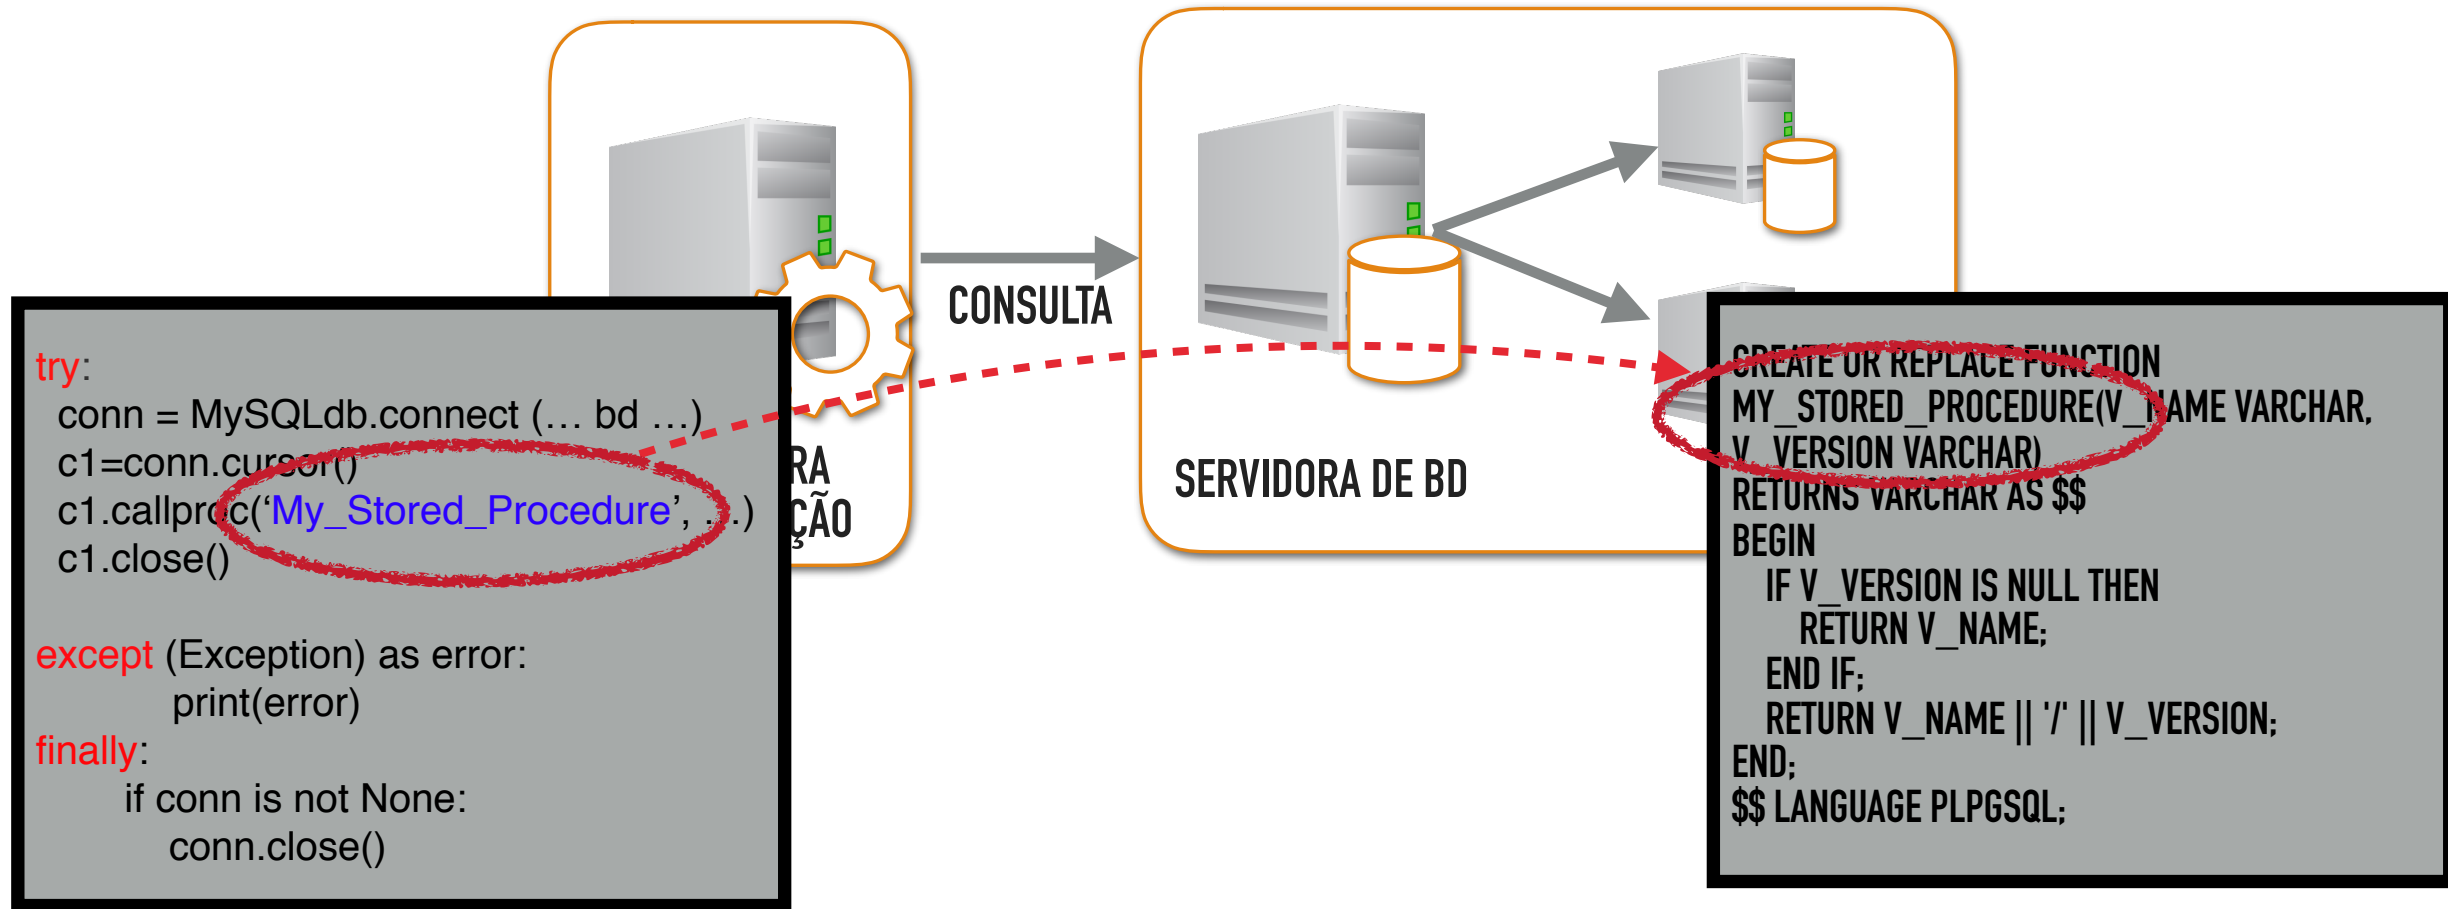 CONSULTA
try:
conn = MySQLdb.connect (… bd …)
c1=conn.cursor()
c1.callproc(‘My_Stored_Procedure’, …)
c1.close()
except (Exception) as error:
print(error)
finally:
if conn is not None:
conn.close()
RA
ÇÃO
SERVIDORA DE BD
CREATE OR REPLACE FUNCTION
MY_STORED_PROCEDURE(V_NAME VARCHAR,
V_VERSION VARCHAR)
RETURNS VARCHAR AS $$
BEGIN
IF V_VERSION IS NULL THEN
RETURN V_NAME;
END IF;
RETURN V_NAME || '/' || V_VERSION;
END;
$$ LANGUAGE PLPGSQL;